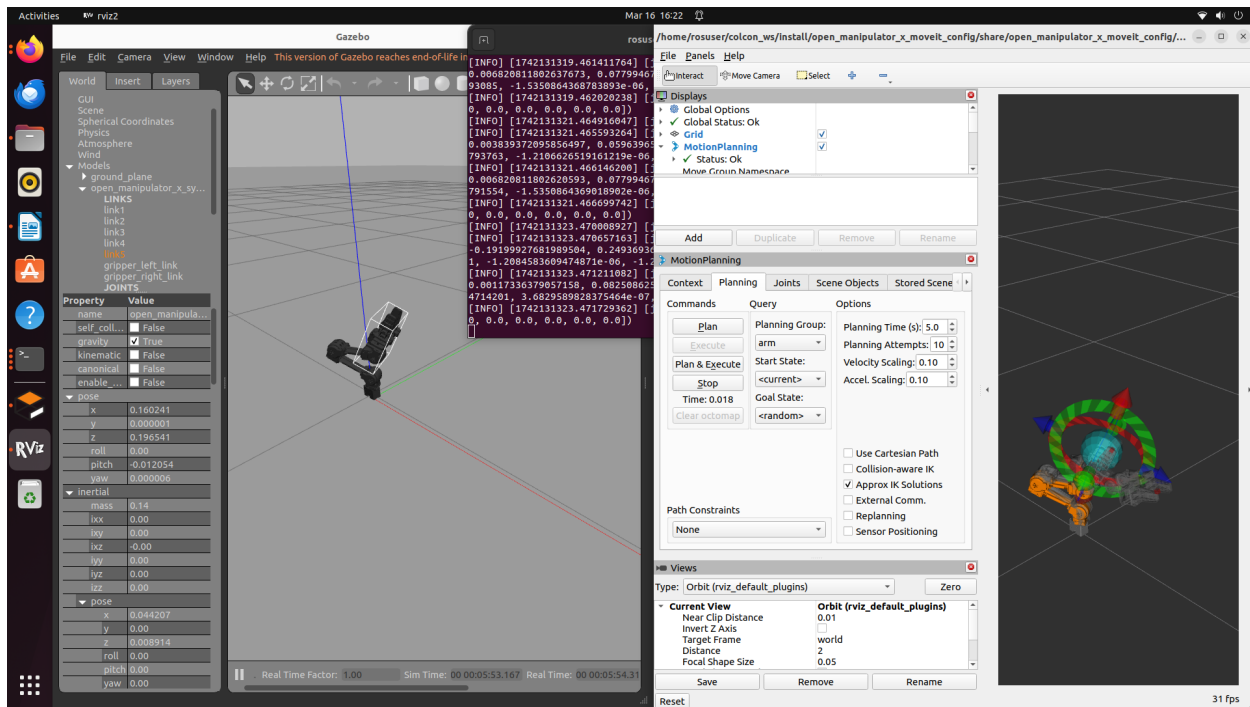 Activities
RViz rviz2
Mar 16 16:22
Gazebo
File Edit Camera View Window Help This version of Gazebo reaches end-of-life in
World Insert Layers
GUI
Scene
Spherical Coordinates
Physics
Atmosphere
Wind
Models
ground_plane
open_manipulator_x_sy...
LINKS
link1
link2
link3
link4
link5
gripper_left_link
gripper_right_link
JOINTS
Property Value
name open_manipula...
self_coll... False
gravity True
kinematic False
canonical False
enable_... False
pose
x 0.160241
y 0.000001
z 0.196541
roll 0.00
pitch -0.012054
yaw 0.000006
inertial
mass 0.14
ixx 0.00
ixy 0.00
ixz -0.00
iyy 0.00
iyz 0.00
izz 0.00
pose
x 0.044207
y 0.00
z 0.008914
roll 0.00
pitch 0.00
yaw 0.00
Real Time Factor: 1.00 Sim Time: 00 00:05:53.167 Real Time: 00 00:05:54.31
rosus
[INFO] [1742131319.461411764] [
0.006820811802637673, 0.07799467
93085, -1.5350864368783893e-06,
[INFO] [1742131319.462020238] [
0, 0.0, 0.0, 0.0, 0.0])
[INFO] [1742131321.464916047] [
[INFO] [1742131321.465593264] [
0.003839372095856497, 0.05963965
793763, -1.2106626519161219e-06,
[INFO] [1742131321.466146200] [
0.006820811802620593, 0.07799467
791554, -1.5350864369018902e-06,
[INFO] [1742131321.466699742] [
0, 0.0, 0.0, 0.0, 0.0])
[INFO] [1742131323.470008927] [
[INFO] [1742131323.470657163] [
-0.19199927681989504, 0.24936936
1, -1.2084583609474871e-06, -1.2
[INFO] [1742131323.471211082] [
0.0011733637905​7158, 0.08250862
4714201, 3.6829589828375464e-07,
[INFO] [1742131323.471729362] [
0, 0.0, 0.0, 0.0, 0.0])
/home/rosuser/colcon_ws/install/open_manipulator_x_moveit_config/share/open_manipulator_x_moveit_config/...
File Panels Help
Interact Move Camera Select
Displays
Global Options
Global Status: Ok
Grid
MotionPlanning
Status: Ok
Move Group Namespace
Add Duplicate Remove Rename
MotionPlanning
Context Planning Joints Scene Objects Stored Scene
Commands Query Options
Plan
Execute
Plan & Execute
Stop
Time: 0.018
Clear octomap
Planning Group:
arm
Start State:
<current>
Goal State:
<random>
Planning Time (s): 5.0
Planning Attempts: 10
Velocity Scaling: 0.10
Accel. Scaling: 0.10
Use Cartesian Path
Collision-aware IK
Approx IK Solutions
External Comm.
Replanning
Sensor Positioning
Path Constraints
None
Views
Type: Orbit (rviz_default_plugins) Zero
Current View Orbit (rviz_default_plugins)
Near Clip Distance 0.01
Invert Z Axis
Target Frame world
Distance 2
Focal Shape Size 0.05
Save Remove Rename
Reset
31 fps
RViz